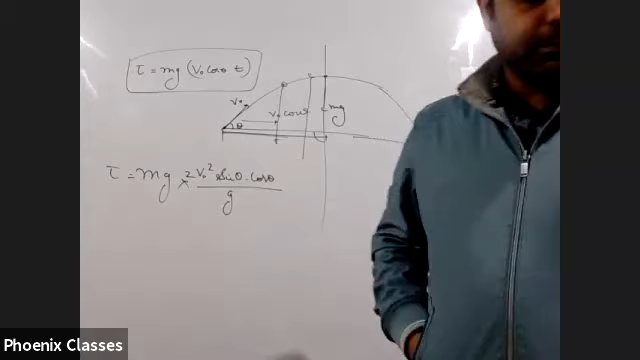 τ = mg (v₀cosθ t)
v₀
θ
v₀cosθ
mg
t
τ = mg × 2v₀² sinθ·cosθ / g
Phoenix Classes